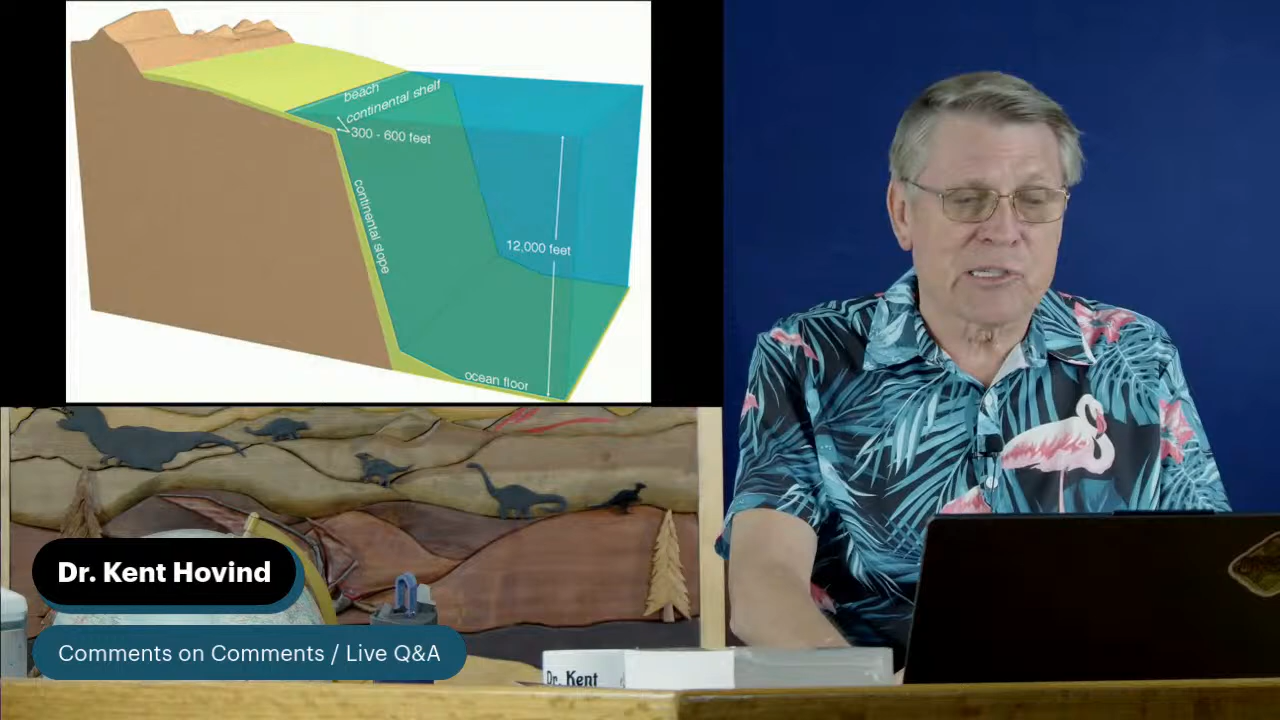 beach
continental shelf
300 - 600 feet
continental slope
12,000 feet
ocean floor
Dr. Kent Hovind
Comments on Comments / Live Q&A
Dr. Kent